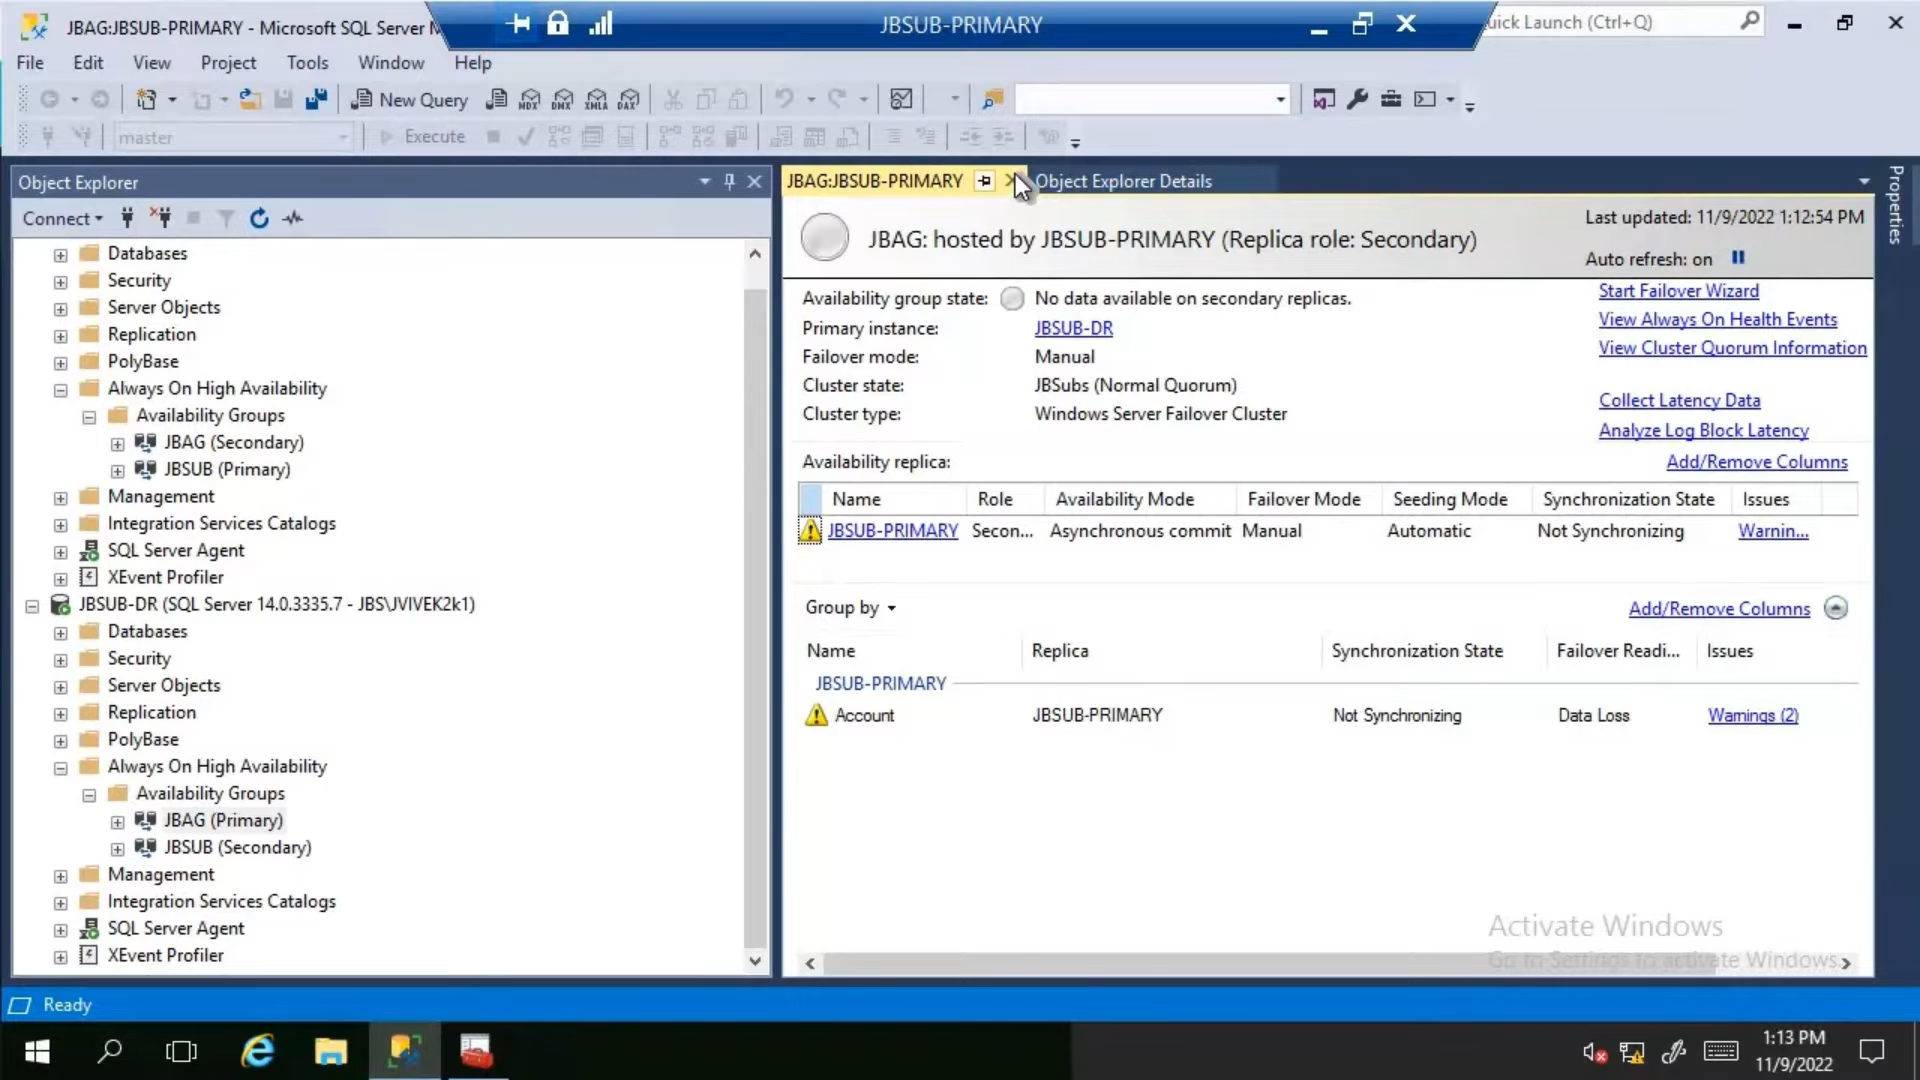 JBAG:JBSUB-PRIMARY - Microsoft SQL Server M
JBSUB-PRIMARY
uick Launch (Ctrl+Q)
File Edit View Project Tools Window Help
New Query MDX DMX XMLA DAX
master Execute
Object Explorer
Connect
Databases
Security
Server Objects
Replication
PolyBase
Always On High Availability
Availability Groups
JBAG (Secondary)
JBSUB (Primary)
Management
Integration Services Catalogs
SQL Server Agent
XEvent Profiler
JBSUB-DR (SQL Server 14.0.3335.7 - JBS\JVIVEK2k1)
Databases
Security
Server Objects
Replication
PolyBase
Always On High Availability
Availability Groups
JBAG (Primary)
JBSUB (Secondary)
Management
Integration Services Catalogs
SQL Server Agent
XEvent Profiler
JBAG:JBSUB-PRIMARY Object Explorer Details
JBAG: hosted by JBSUB-PRIMARY (Replica role: Secondary)
Last updated: 11/9/2022 1:12:54 PM
Auto refresh: on
Availability group state: No data available on secondary replicas.
Primary instance: JBSUB-DR
Failover mode: Manual
Cluster state: JBSubs (Normal Quorum)
Cluster type: Windows Server Failover Cluster
Start Failover Wizard
View Always On Health Events
View Cluster Quorum Information
Collect Latency Data
Analyze Log Block Latency
Availability replica: Add/Remove Columns
Name Role Availability Mode Failover Mode Seeding Mode Synchronization State Issues
JBSUB-PRIMARY Secon... Asynchronous commit Manual Automatic Not Synchronizing Warnin...
Group by Add/Remove Columns
Name Replica Synchronization State Failover Readi... Issues
JBSUB-PRIMARY
Account JBSUB-PRIMARY Not Synchronizing Data Loss Warnings (2)
Properties
Activate Windows
Go to Settings to activate Windows.
Ready
1:13 PM
11/9/2022